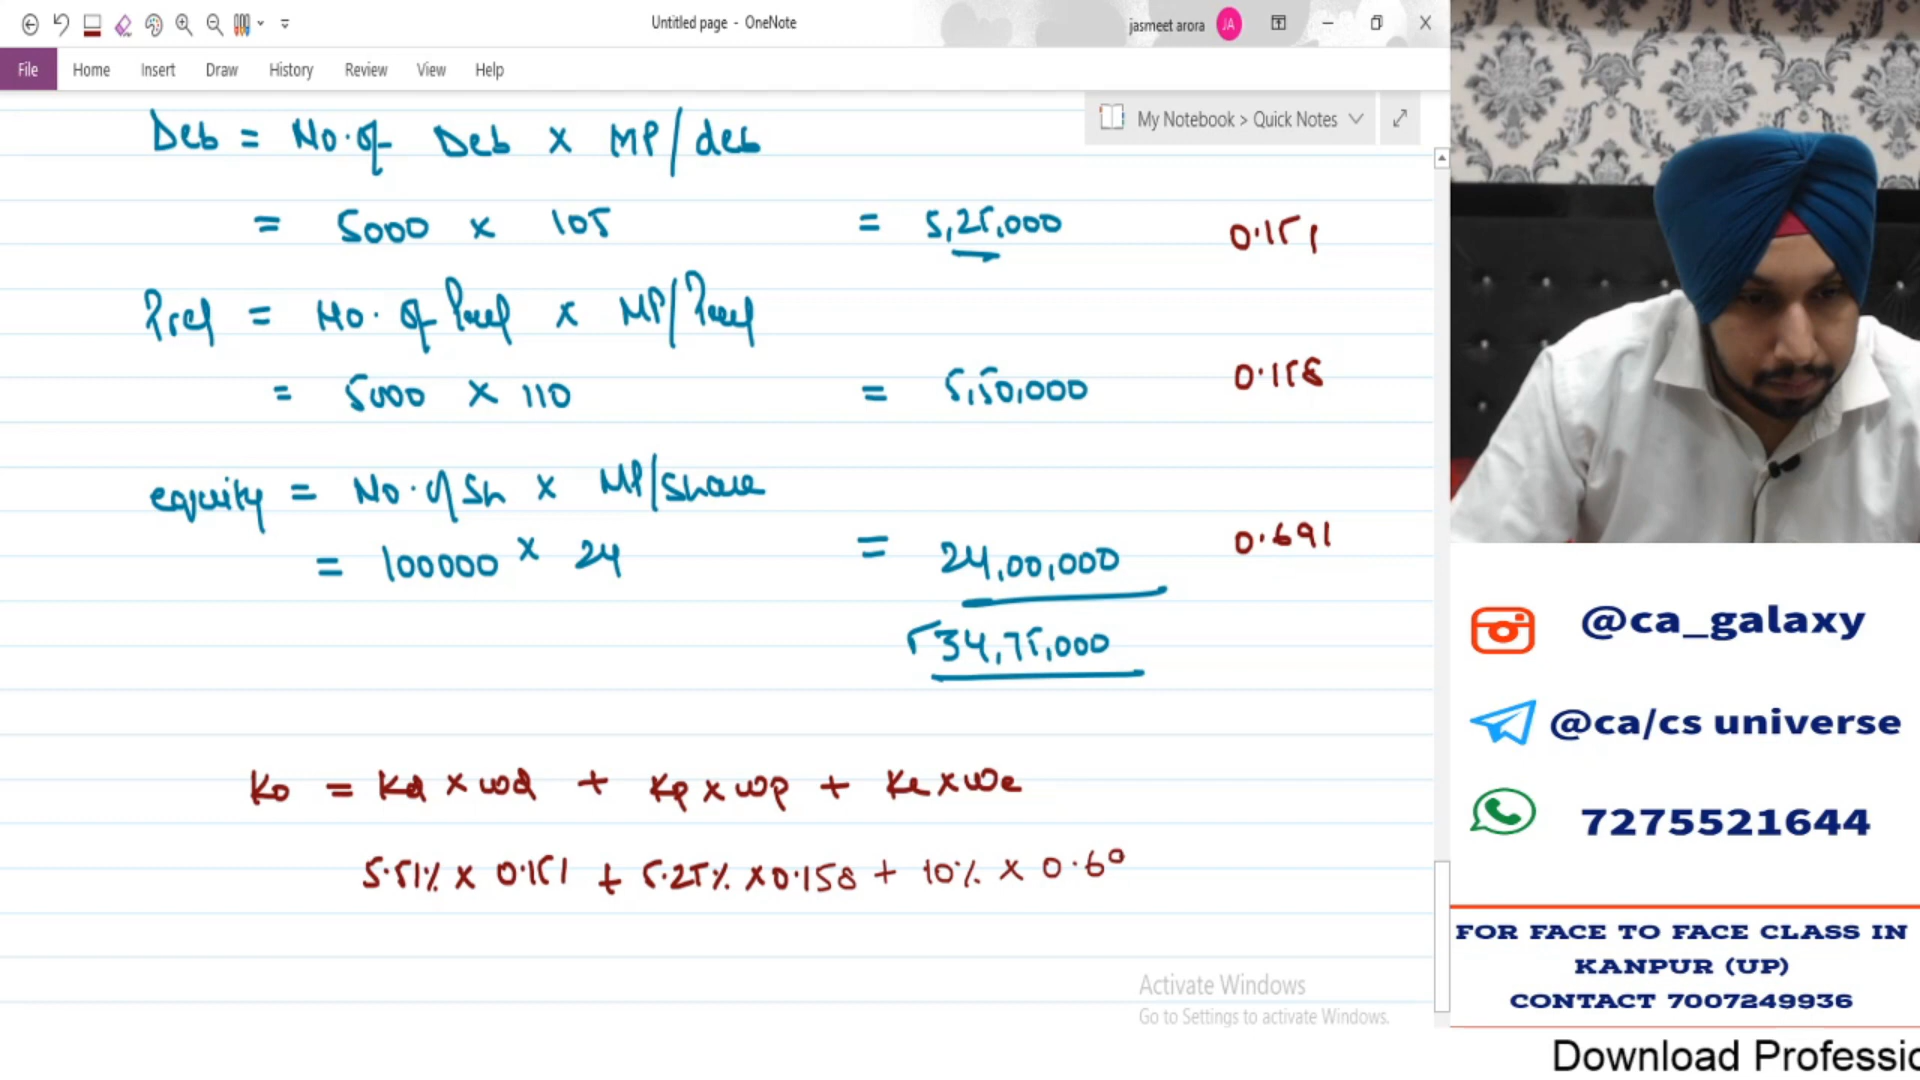 Untitled page - OneNote
jasmeet arora
JA
File Home Insert Draw History Review View Help
My Notebook > Quick Notes
Deb = No. of Deb x MP/deb
= 5000 x 105 = 5,25,000 0.151
Pref = No. of Pref x MP/Pref
= 5000 x 110 = 5,50,000 0.158
equity = No. of Sh x MP/Share
= 100000 x 24 = 24,00,000 0.691
34,75,000
Ko = Kd x wd + Kp x wp + Ke x we
5.51% x 0.151 + 5.25% x 0.158 + 10% x 0.69
Activate Windows
Go to Settings to activate Windows.
@ca_galaxy
@ca/cs universe
7275521644
FOR FACE TO FACE CLASS IN
KANPUR (UP)
CONTACT 7007249936
Download Professio